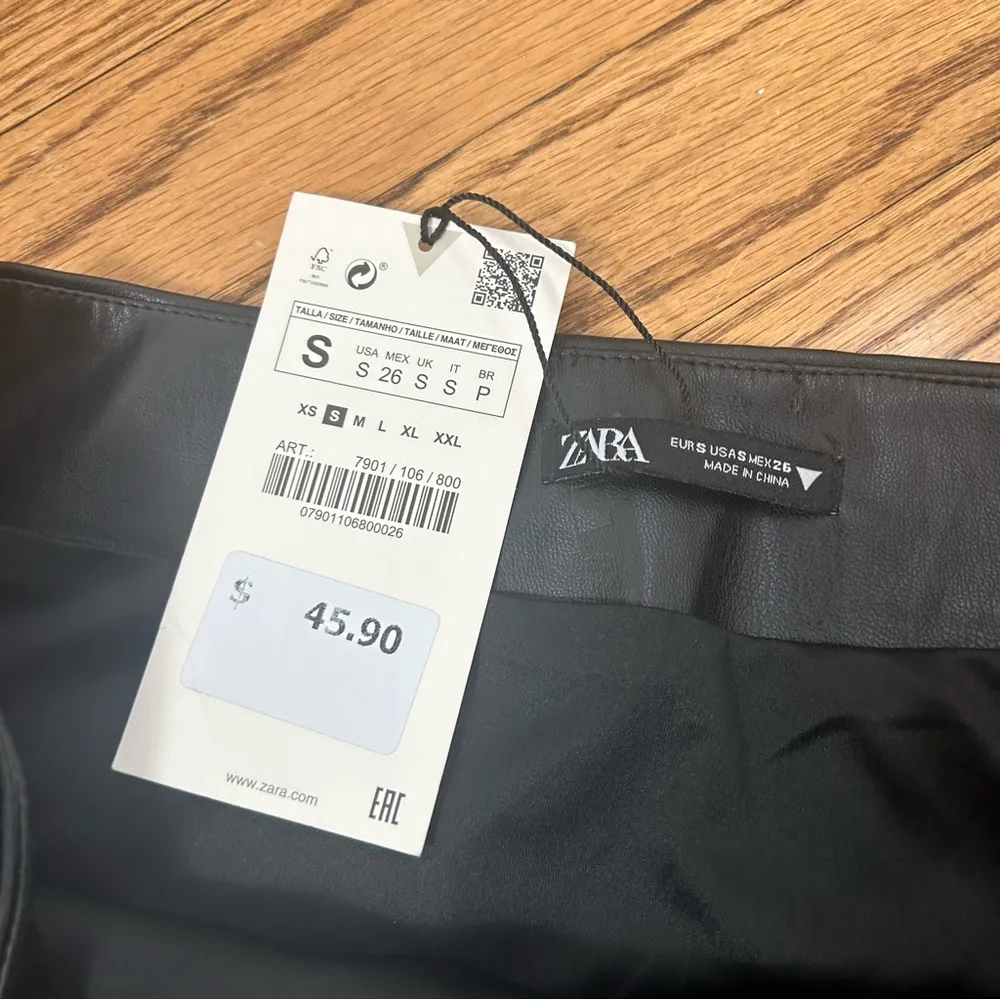 FSC
®
TALLA / SIZE / TAMANHO / TAILLE / MAAT / ΜΕΓΕΘΟΣ
S
USA MEX UK IT BR
S 26 S S P
XS S M L XL XXL
ART.: 7901 / 106 / 800
07901106800026
$ 45.90
www.zara.com
EAC
ZARA
EUR S USA S MEX 26
MADE IN CHINA